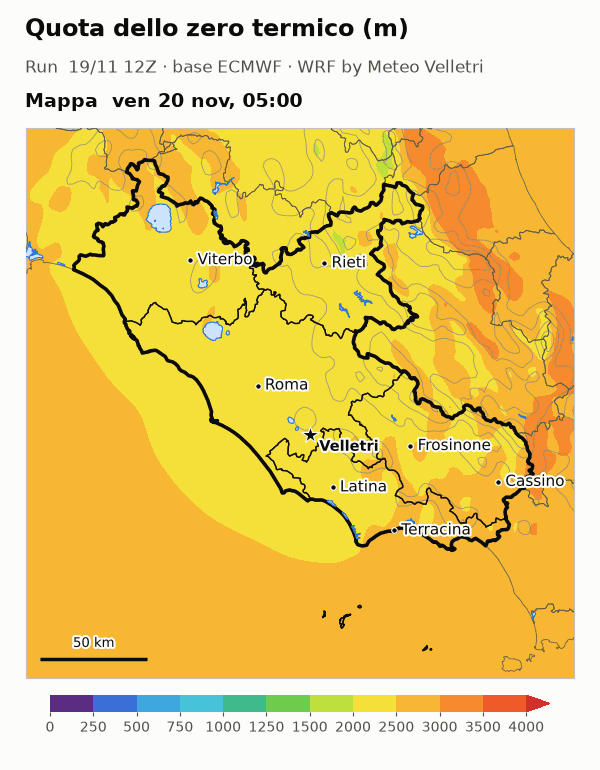 Quota dello zero termico (m)
Run  19/11 12Z · base ECMWF · WRF by Meteo Velletri
Mappa  ven 20 nov, 05:00
Viterbo
Rieti
Roma
Velletri
Frosinone
Latina
Cassino
Terracina
50 km
0 250 500 750 1000 1250 1500 2000 2500 3000 3500 4000